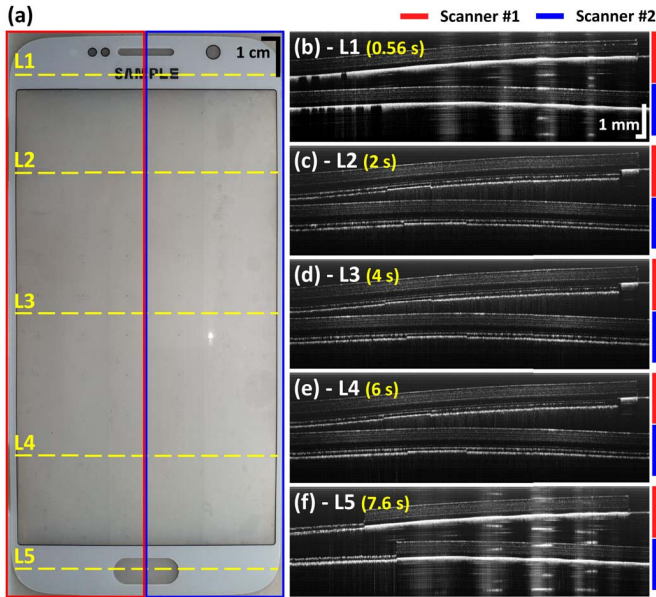 (a)
Scanner #1
Scanner #2
L1
1 cm
SAMPLE
L2
L3
L4
L5
(b) - L1 (0.56 s)
1 mm
(c) - L2 (2 s)
(d) - L3 (4 s)
(e) - L4 (6 s)
(f) - L5 (7.6 s)